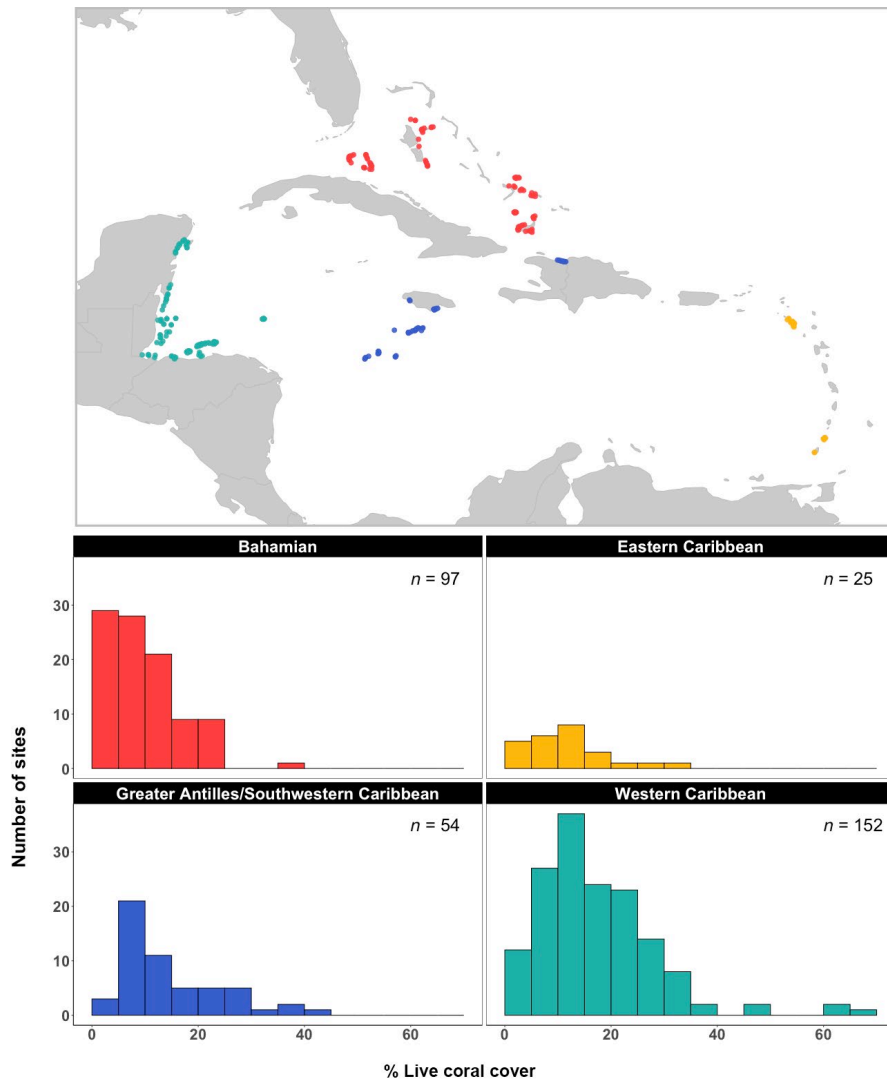 Bahamian
Eastern Caribbean
n = 97
n = 25
30
20
10
0
Greater Antilles/Southwestern Caribbean
Western Caribbean
n = 54
n = 152
30
20
10
0
0 20 40 60
0 20 40 60
Number of sites
% Live coral cover